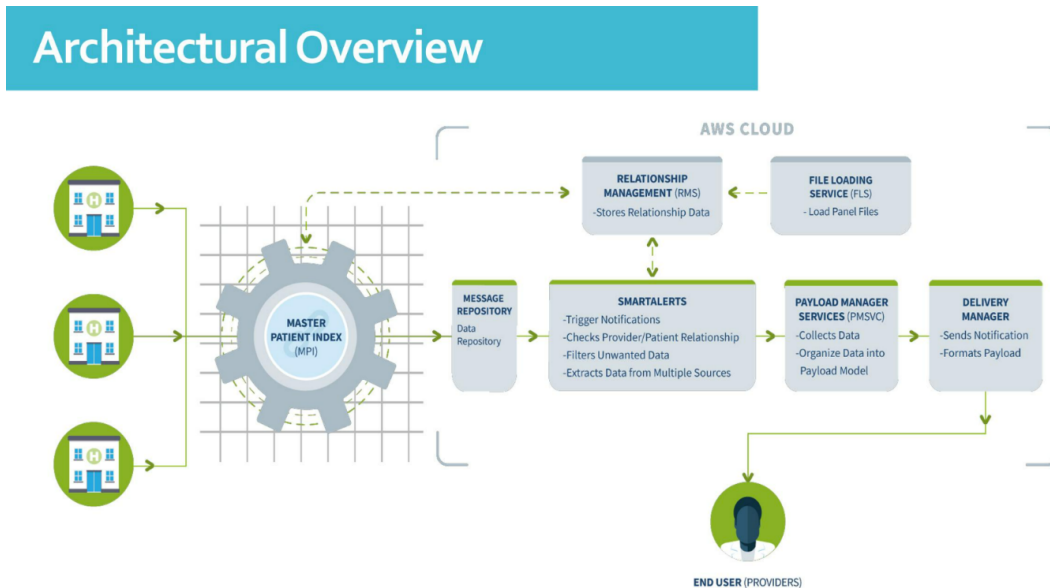 Architectural Overview
AWS CLOUD
RELATIONSHIP
MANAGEMENT (RMS)
-Stores Relationship Data
FILE LOADING
SERVICE (FLS)
- Load Panel Files
H
H
H
MASTER
PATIENT INDEX
(MPI)
MESSAGE
REPOSITORY
Data
Repository
SMARTALERTS
-Trigger Notifications
-Checks Provider/Patient Relationship
-Filters Unwanted Data
-Extracts Data from Multiple Sources
PAYLOAD MANAGER
SERVICES (PMSVC)
-Collects Data
-Organize Data into
Payload Model
DELIVERY
MANAGER
-Sends Notification
-Formats Payload
END USER (PROVIDERS)